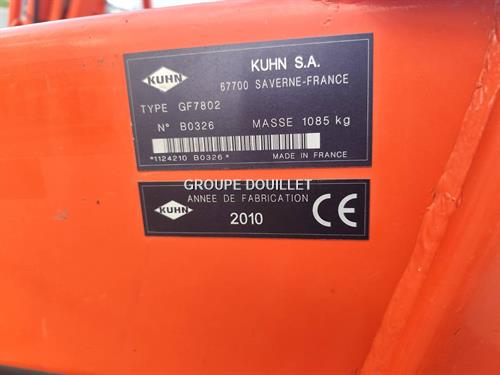 KUHN
KUHN S.A.
67700 SAVERNE-FRANCE
TYPE GF7802
N° B0326 MASSE 1085 kg
*1124210 B0326*
MADE IN FRANCE
GROUPE DOUILLET
KUHN
ANNEE DE FABRICATION
2010
CE